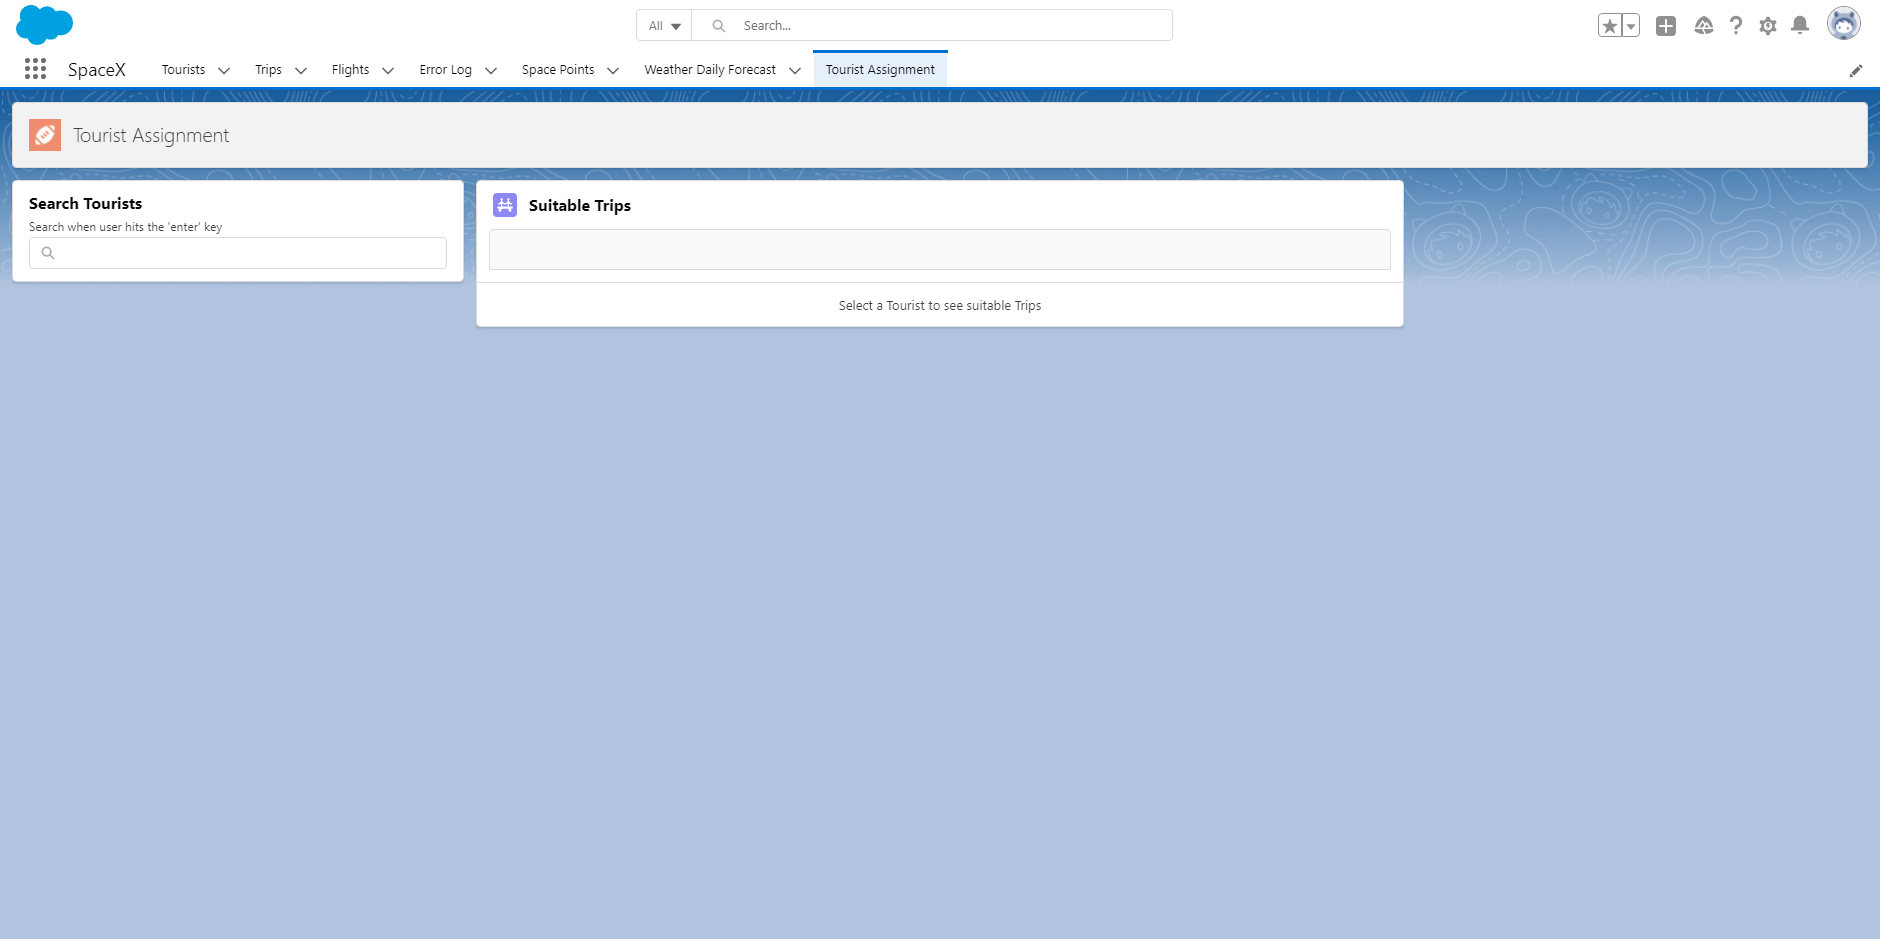 All
Search...
SpaceX
Tourists
Trips
Flights
Error Log
Space Points
Weather Daily Forecast
Tourist Assignment
Tourist Assignment
Search Tourists
Search when user hits the 'enter' key
Suitable Trips
Select a Tourist to see suitable Trips